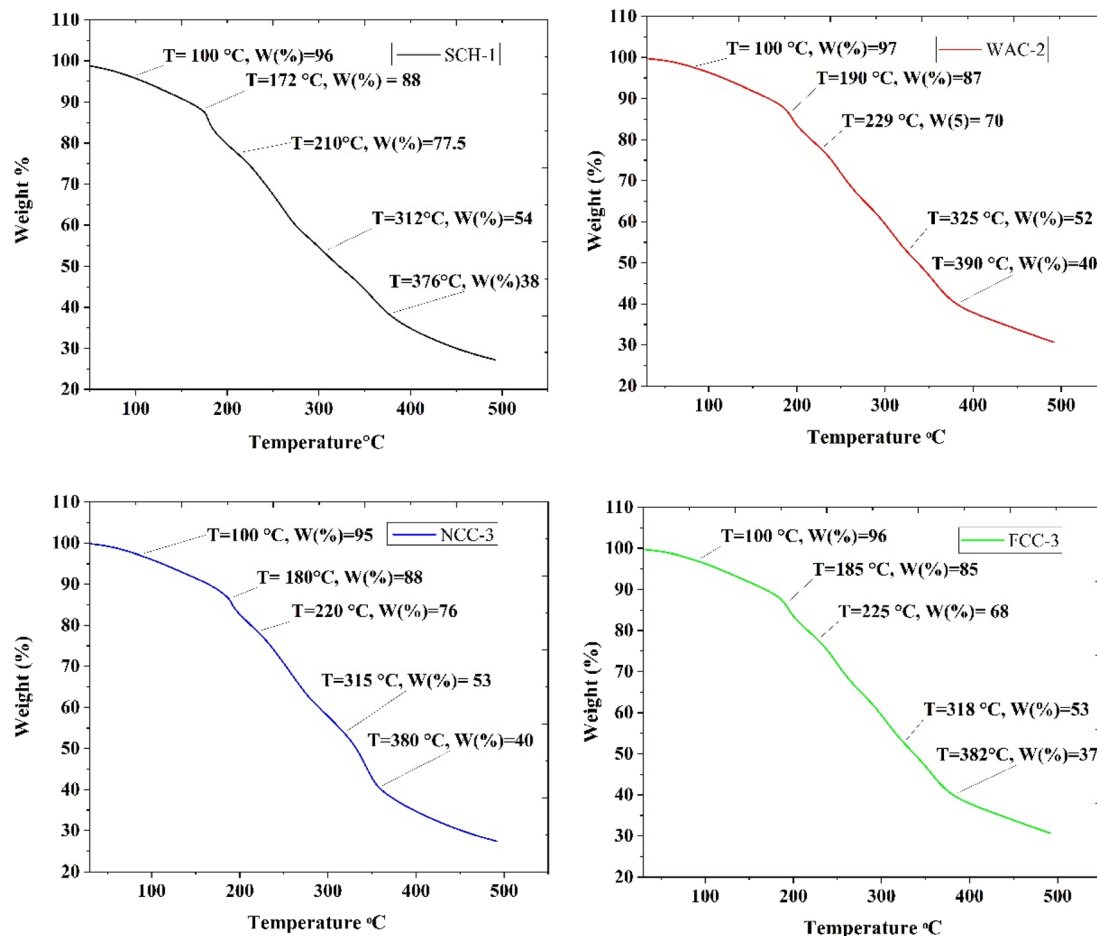 110
100
90
80
70
60
50
40
30
20
Weight %
T= 100 °C, W(%)=96
SCH-1
T=172 °C, W(%) = 88
T=210°C, W(%)=77.5
T=312°C, W(%)=54
T=376°C, W(%)38
100 200 300 400 500
Temperature°C
110
100
90
80
70
60
50
40
30
20
Weight (%)
T= 100 °C, W(%)=97
WAC-2
T=190 °C, W(%)=87
T=229 °C, W(5)= 70
T=325 °C, W(%)=52
T=390 °C, W(%)=40
100 200 300 400 500
Temperature °C
110
100
90
80
70
60
50
40
30
20
Weight (%)
T=100 °C, W(%)=95
NCC-3
T= 180°C, W(%)=88
T=220 °C, W(%)=76
T=315 °C, W(%)= 53
T=380 °C, W(%)=40
100 200 300 400 500
Temperature °C
110
100
90
80
70
60
50
40
30
20
Weight (%)
T=100 °C, W(%)=96
FCC-3
T=185 °C, W(%)=85
T=225 °C, W(%)= 68
T=318 °C, W(%)=53
T=382°C, W(%)=37
100 200 300 400 500
Temperature °C